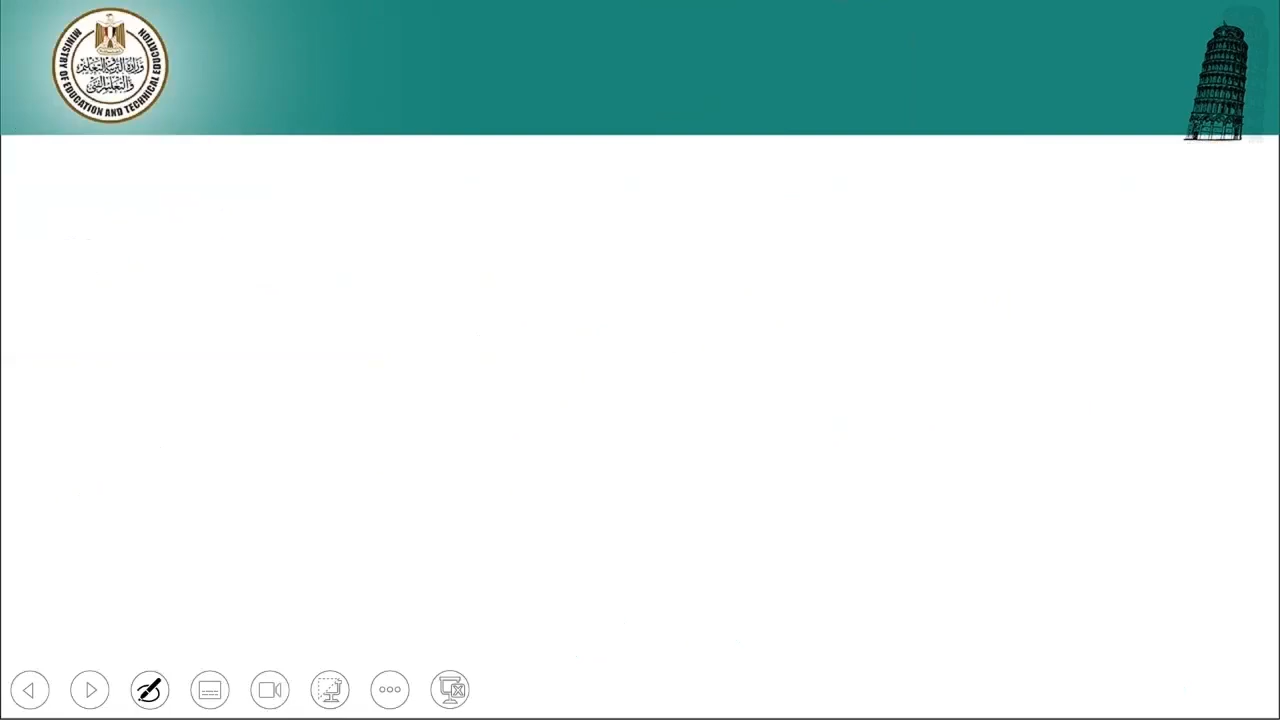 MINISTRY OF EDUCATION AND TECHNICAL EDUCATION
وزارة التربية والتعليم
والتعليم الفني